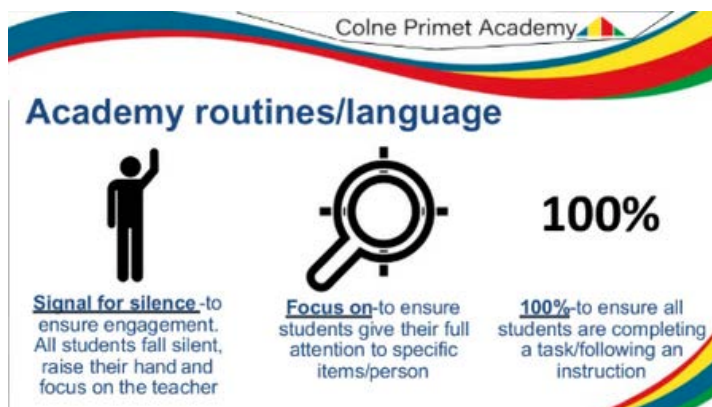 Colne Primet Academy
Academy routines/language
100%
Signal for silence-to
ensure engagement.
All students fall silent,
raise their hand and
focus on the teacher
Focus on-to ensure
students give their full
attention to specific
items/person
100%-to ensure all
students are completing
a task/following an
instruction